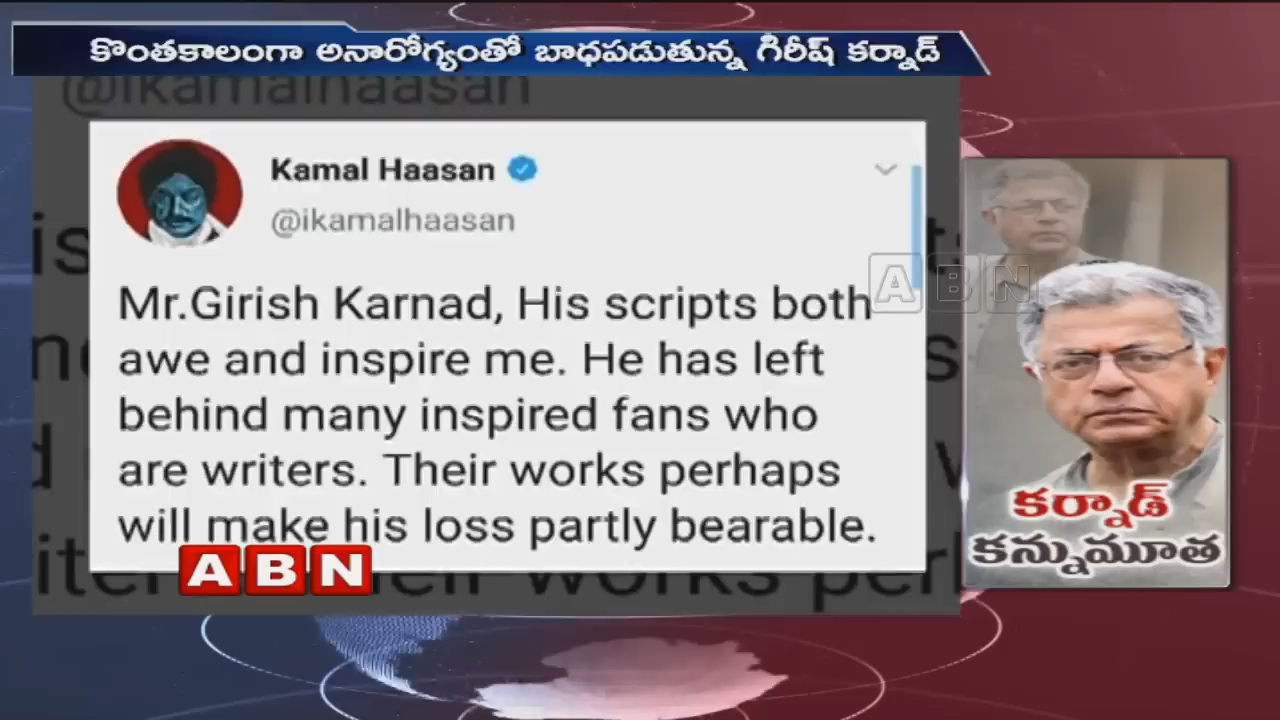 కొంతకాలంగా అనారోగ్యంతో బాధపడుతున్న గిరీష్ కర్నాడ్
@ikamalhaasan
Kamal Haasan
@ikamalhaasan
Mr.Girish Karnad, His scripts both
awe and inspire me. He has left
behind many inspired fans who
are writers. Their works perhaps
will make his loss partly bearable.
ABN
ABN
కర్నాడ్
కన్నుమూత